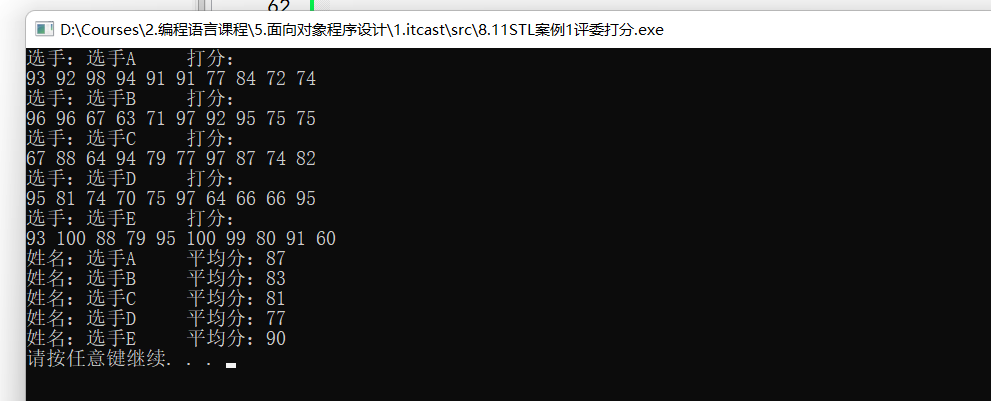 62
D:\Courses\2.编程语言课程\5.面向对象程序设计\1.itcast\src\8.11STL案例1评委打分.exe
选手：选手A 打分：
93 92 98 94 91 91 77 84 72 74
选手：选手B 打分：
96 96 67 63 71 97 92 95 75 75
选手：选手C 打分：
67 88 64 94 79 77 97 87 74 82
选手：选手D 打分：
95 81 74 70 75 97 64 66 66 95
选手：选手E 打分：
93 100 88 79 95 100 99 80 91 60
姓名：选手A 平均分：87
姓名：选手B 平均分：83
姓名：选手C 平均分：81
姓名：选手D 平均分：77
姓名：选手E 平均分：90
请按任意键继续. . .